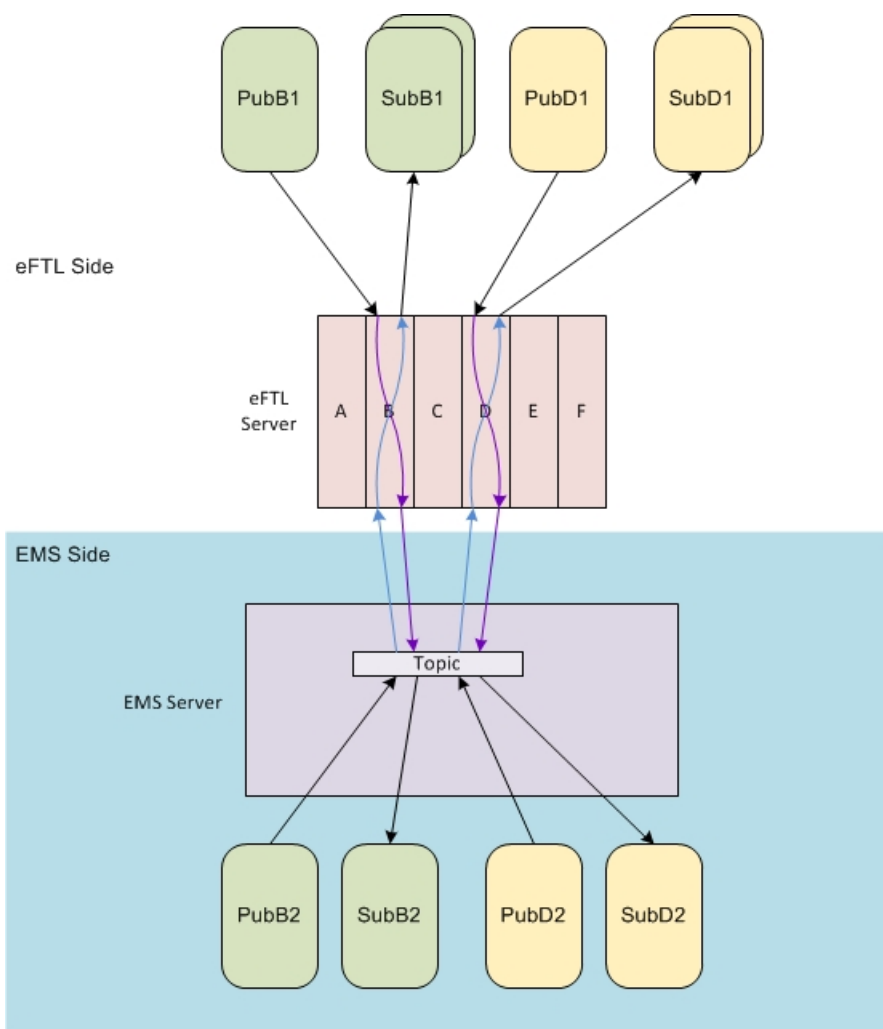 PubB1
SubB1
PubD1
SubD1
eFTL Side
eFTL
Server
A
B
C
D
E
F
EMS Side
Topic
EMS Server
PubB2
SubB2
PubD2
SubD2